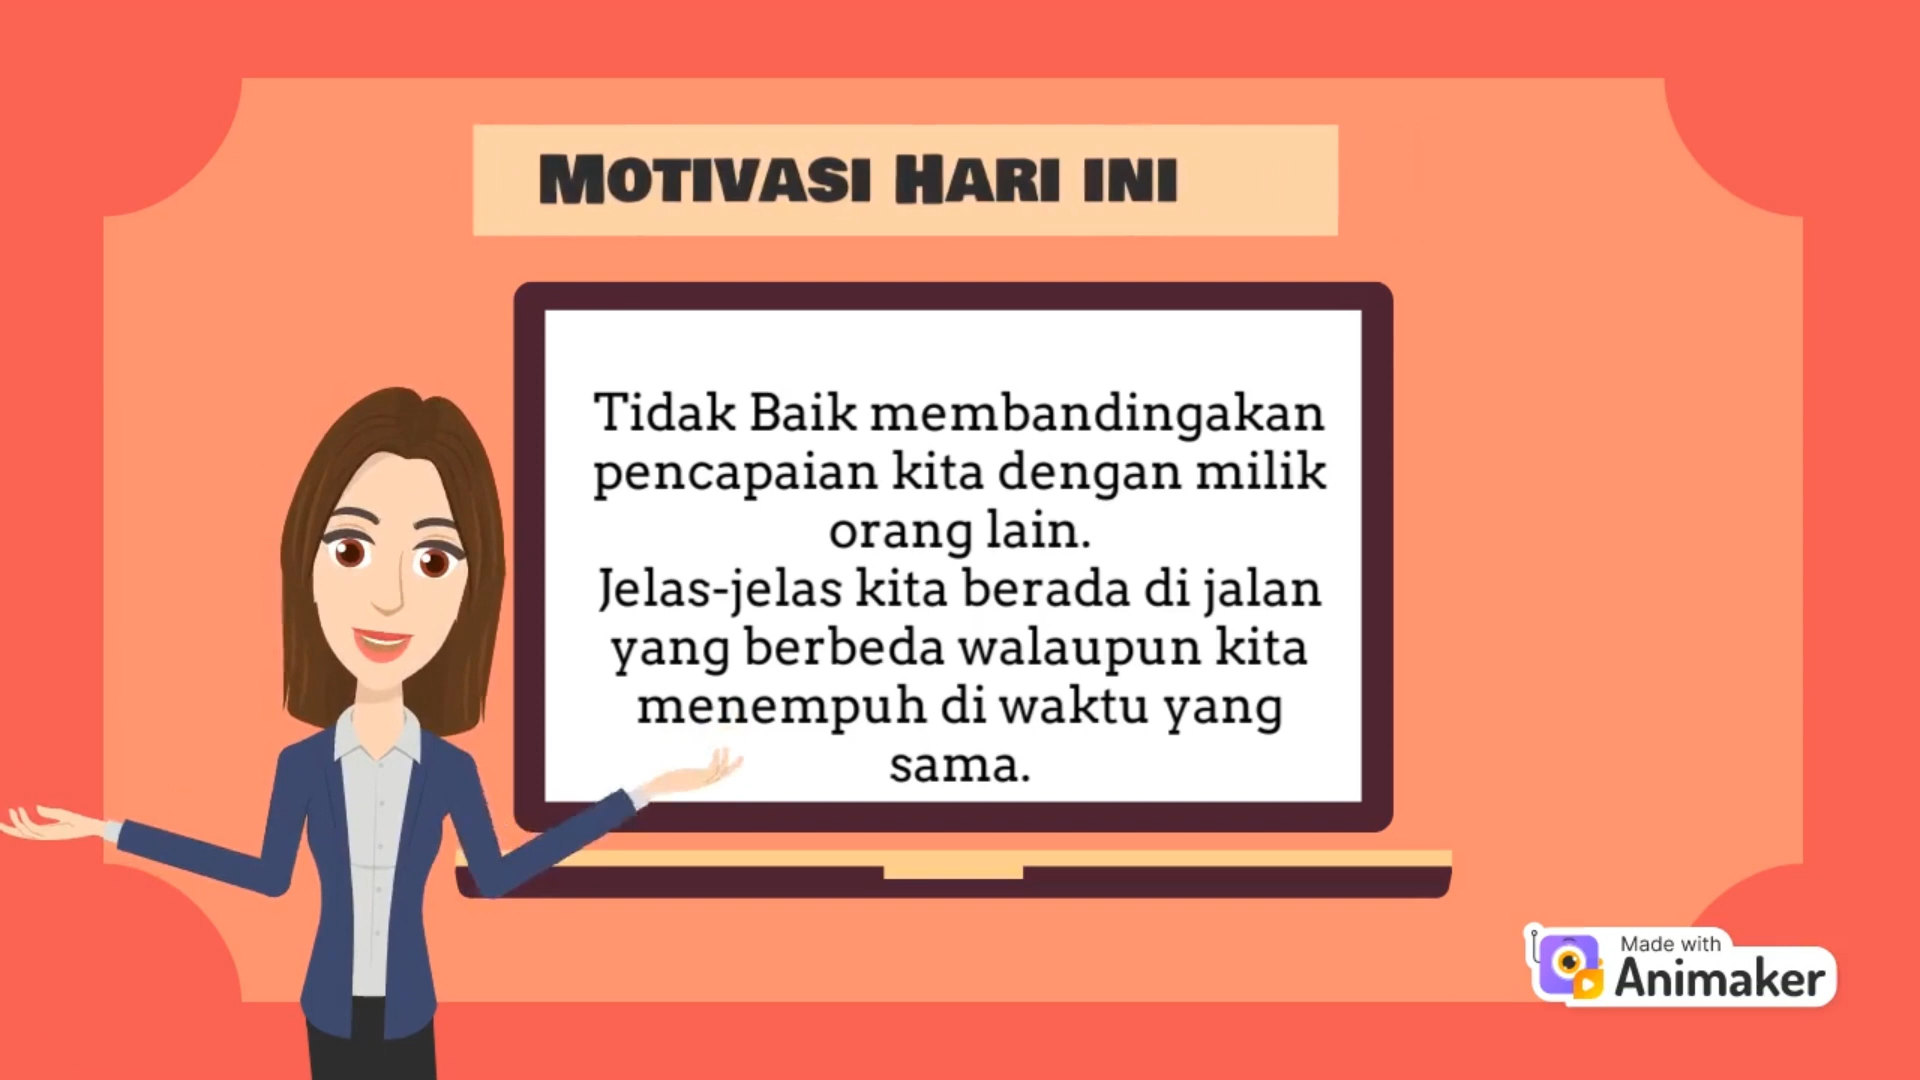 Motivasi Hari ini
Tidak Baik membandingakan
pencapaian kita dengan milik
orang lain.
Jelas-jelas kita berada di jalan
yang berbeda walaupun kita
menempuh di waktu yang
sama.
Made with
Animaker